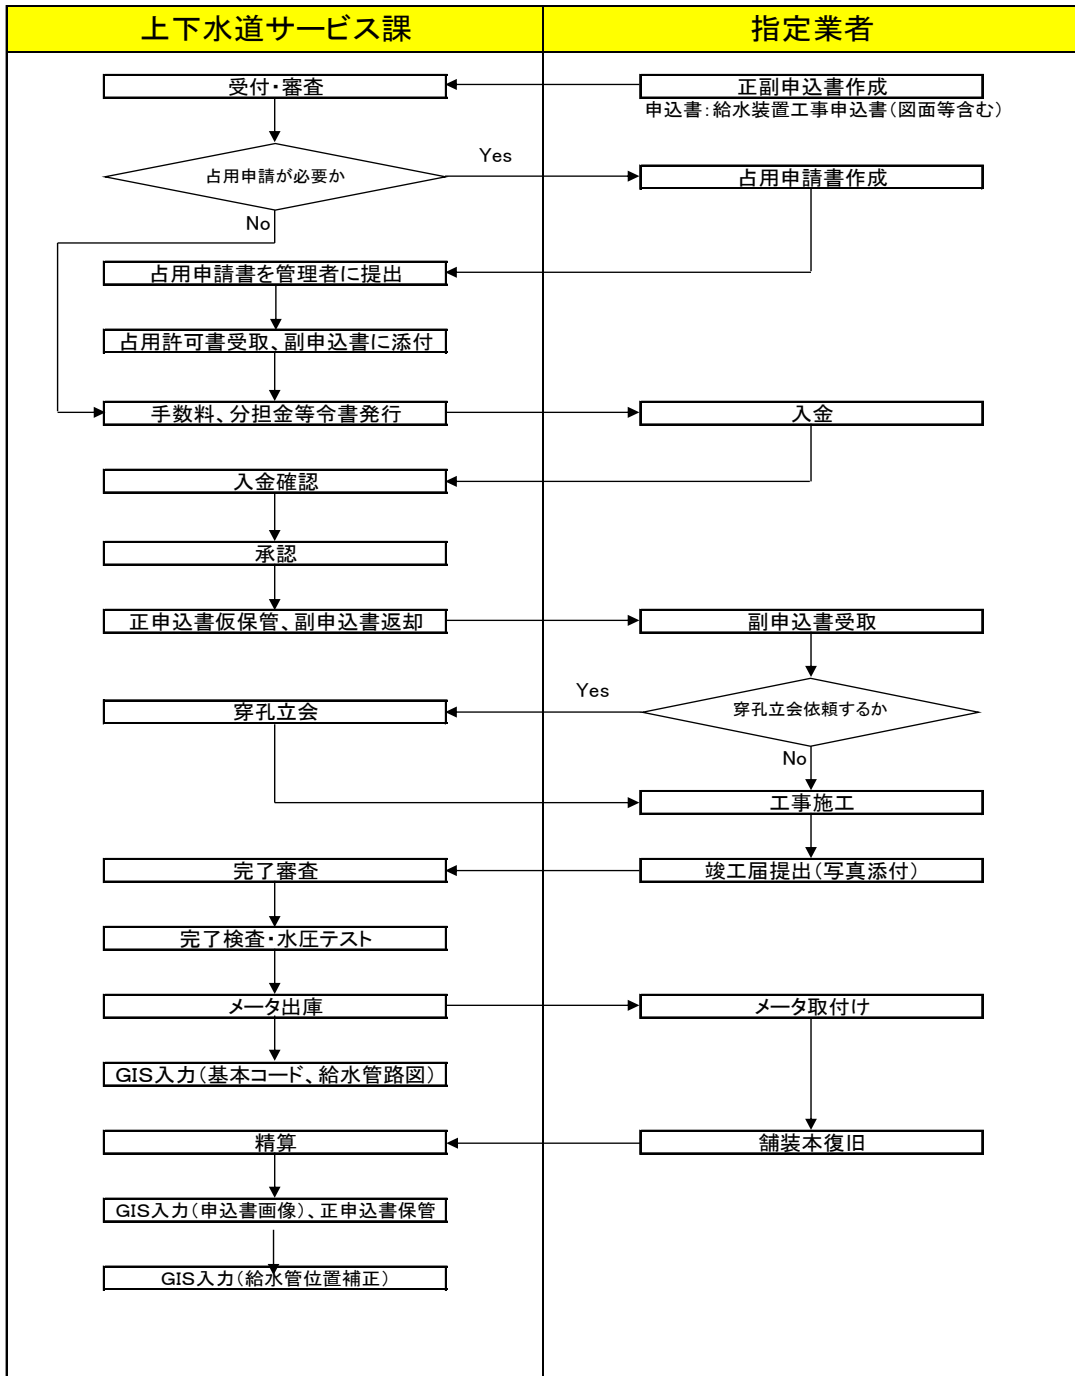 上下水道サービス課
指定業者
受付・審査
正副申込書作成
申込書：給水装置工事申込書（図面等含む）
占用申請が必要か
Yes
占用申請書作成
No
占用申請書を管理者に提出
占用許可書受取、副申込書に添付
手数料、分担金等令書発行
入金
入金確認
承認
正申込書仮保管、副申込書返却
副申込書受取
穿孔立会
Yes
穿孔立会依頼するか
No
工事施工
完了審査
竣工届提出（写真添付）
完了検査・水圧テスト
メータ出庫
メータ取付け
GIS入力（基本コード、給水管路図）
精算
舗装本復旧
GIS入力（申込書画像）、正申込書保管
GIS入力（給水管位置補正）